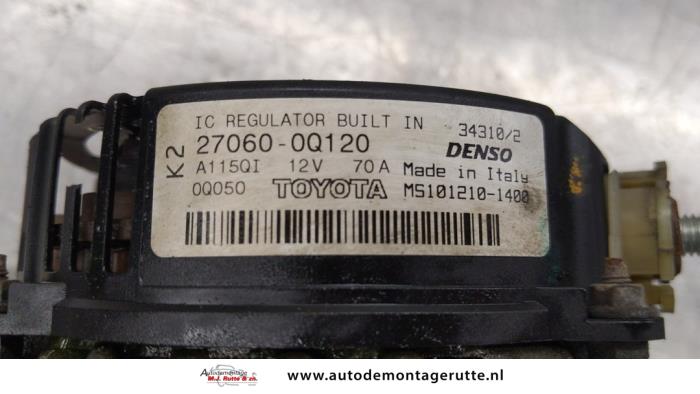 IC REGULATOR BUILT IN 34310/2
K2 27060-0Q120 DENSO
A115QI 12V 70A Made in Italy
0Q050 TOYOTA MS101210-1400
Autodemontage
M.J. Rutte & zn.
www.autodemontagerutte.nl